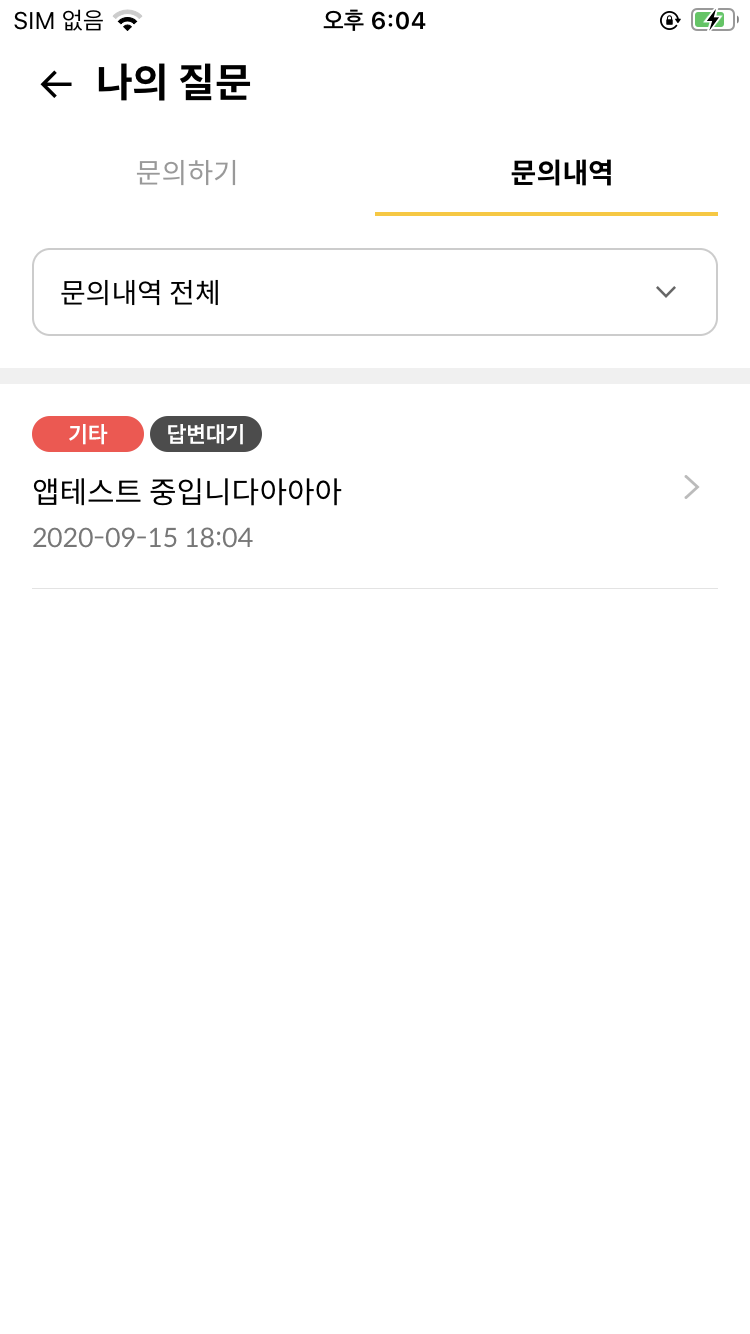 SIM 없음 오후 6:04
나의 질문
문의하기 문의내역
문의내역 전체
기타 답변대기
앱테스트 중입니다아아아
2020-09-15 18:04